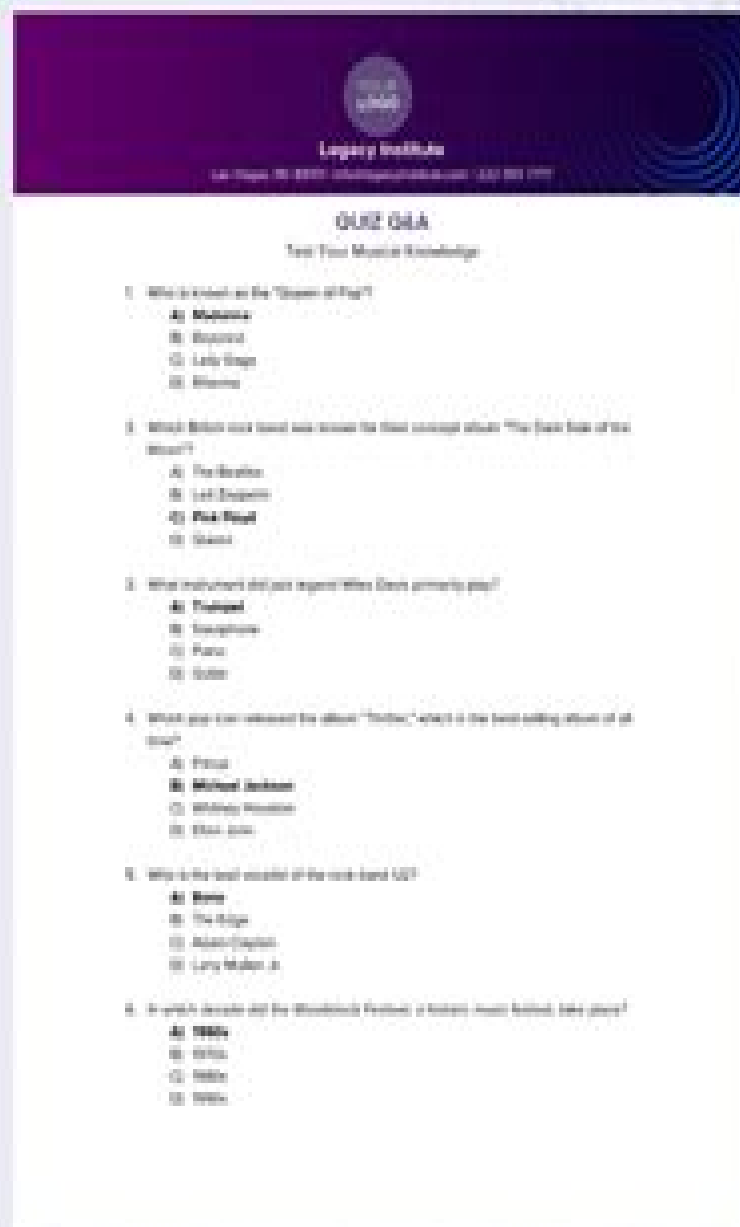 YOUR
LOGO
Legacy Institute
QUIZ Q&A
Test Your Musical Knowledge
1. Who is known as the "Queen of Pop"?
A) Madonna
B) Beyoncé
C) Lady Gaga
D) Rihanna
2. Which British rock band was known for their concept album "The Dark Side of the
Moon"?
A) The Beatles
B) Led Zeppelin
C) Pink Floyd
D) Queen
3. What instrument did jazz legend Miles Davis primarily play?
A) Trumpet
B) Saxophone
C) Piano
D) Guitar
4. Which pop icon released the album "Thriller," which is the best-selling album of all
time?
A) Prince
B) Michael Jackson
C) Whitney Houston
D) Elton John
5. Who is the lead vocalist of the rock band U2?
A) Bono
B) The Edge
C) Adam Clayton
D) Larry Mullen Jr.
6. In which decade did the Woodstock Festival, a historic music festival, take place?
A) 1960s
B) 1970s
C) 1980s
D) 1990s